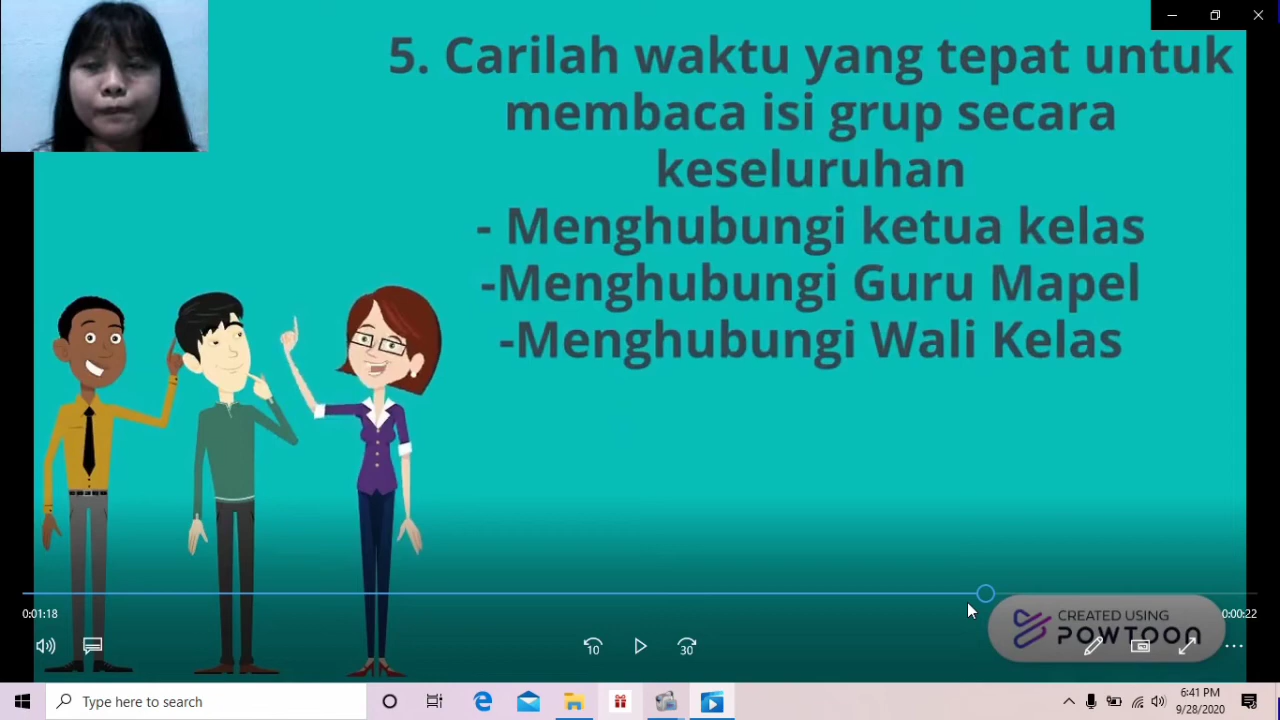 5. Carilah waktu yang tepat untuk
membaca isi grup secara
keseluruhan
- Menghubungi ketua kelas
-Menghubungi Guru Mapel
-Menghubungi Wali Kelas
0:01:18
0:00:22
CREATED USING
POWTOON
10
30
Type here to search
6:41 PM
9/28/2020